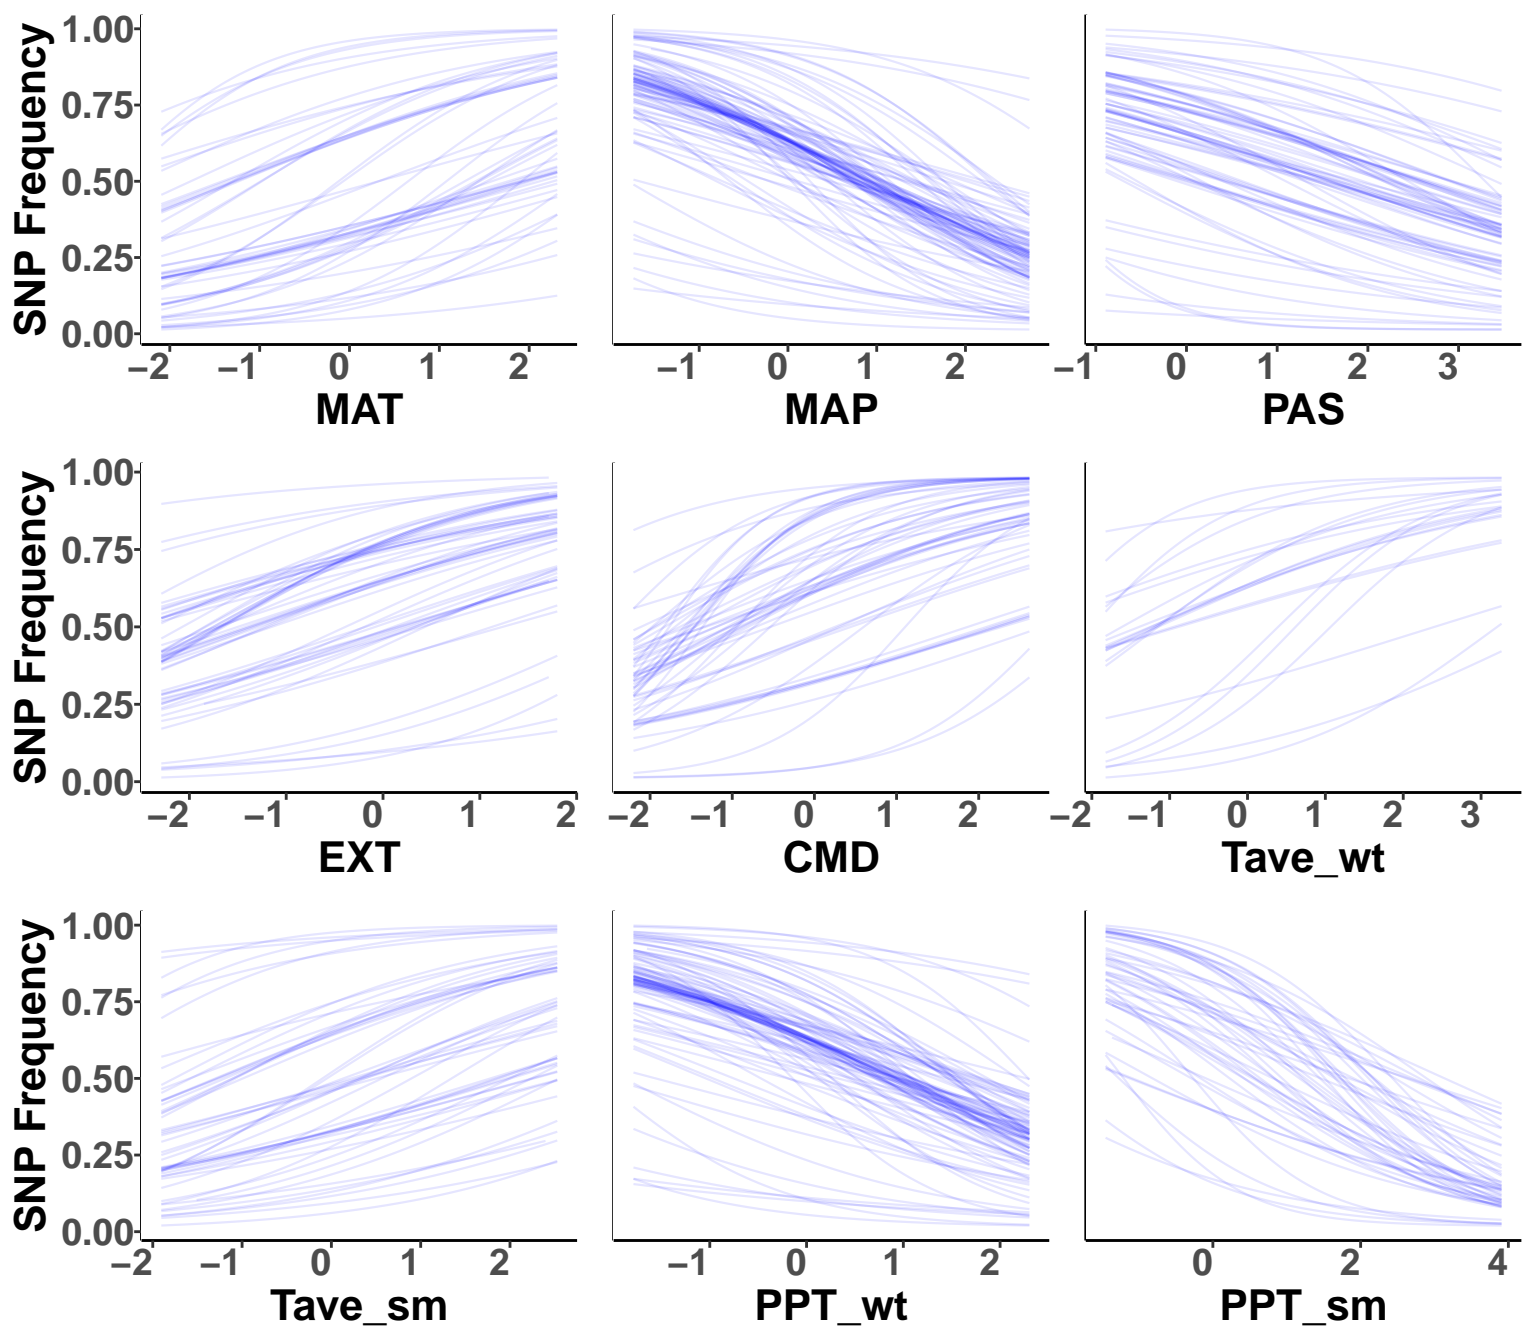 SNP Frequency
1.00
0.75
0.50
0.25
0.00
−2 −1 0 1 2
MAT
−1 0 1 2
MAP
−1 0 1 2 3
PAS
SNP Frequency
1.00
0.75
0.50
0.25
0.00
−2 −1 0 1 2
EXT
−2 −1 0 1 2
CMD
−2 −1 0 1 2 3
Tave_wt
SNP Frequency
1.00
0.75
0.50
0.25
0.00
−2 −1 0 1 2
Tave_sm
−1 0 1 2
PPT_wt
0 2 4
PPT_sm